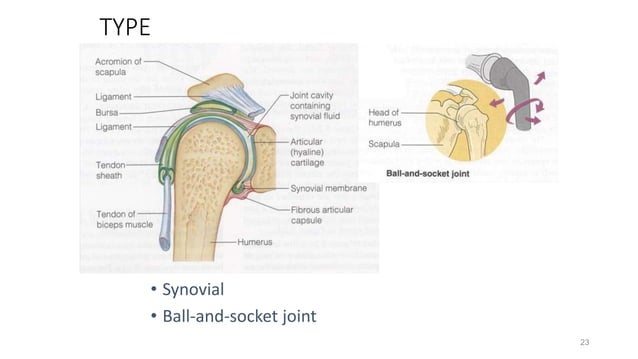 TYPE
Acromion of
scapula
Ligament
Bursa
Ligament
Tendon
sheath
Tendon of
biceps muscle
Joint cavity
containing
synovial fluid
Articular
(hyaline)
cartilage
Synovial membrane
Fibrous articular
capsule
Humerus
Head of
humerus
Scapula
Ball-and-socket joint
• Synovial
• Ball-and-socket joint
23